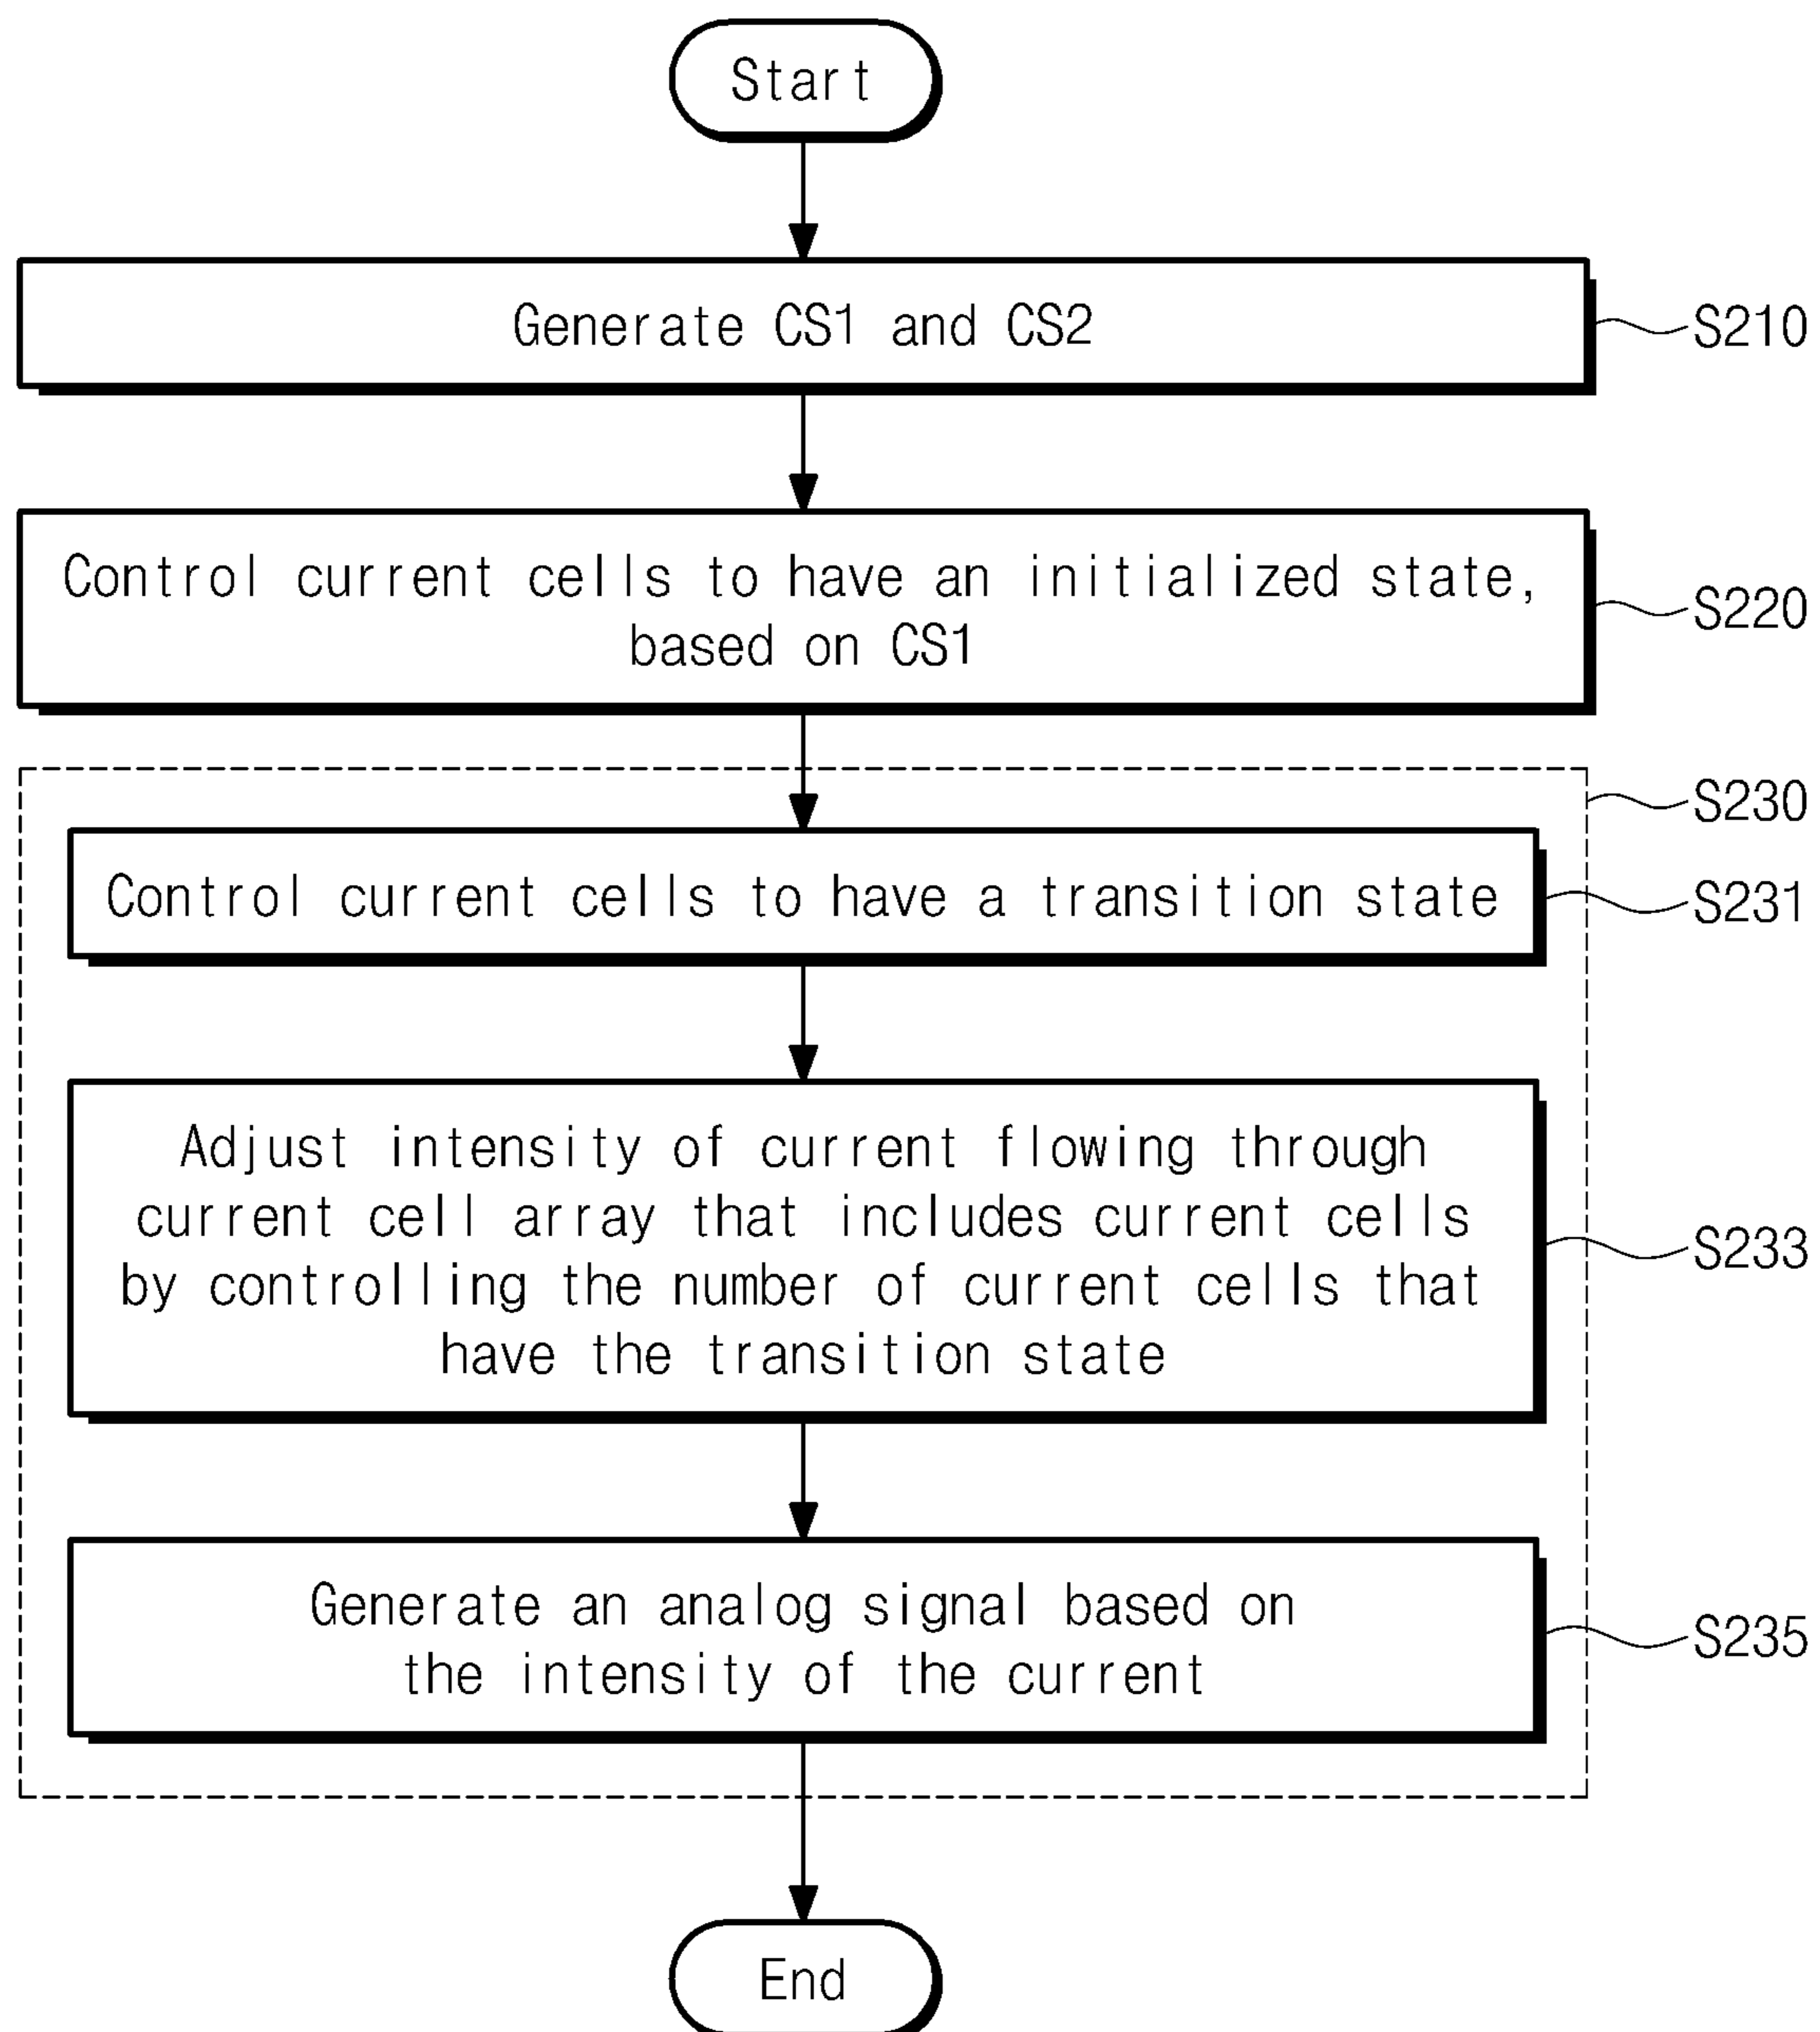 Start
Generate CS1 and CS2
S210
Control current cells to have an initialized state,
based on CS1
S220
S230
Control current cells to have a transition state
S231
Adjust intensity of current flowing through
current cell array that includes current cells
by controlling the number of current cells that
have the transition state
S233
Generate an analog signal based on
the intensity of the current
S235
End